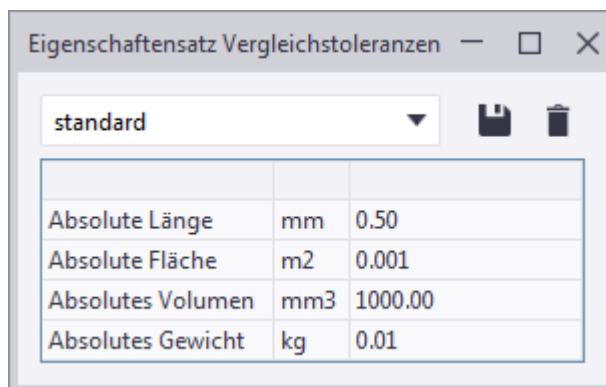 Eigenschaftensatz Vergleichstoleranzen
standard
Absolute Länge mm 0.50
Absolute Fläche m2 0.001
Absolutes Volumen mm3 1000.00
Absolutes Gewicht kg 0.01